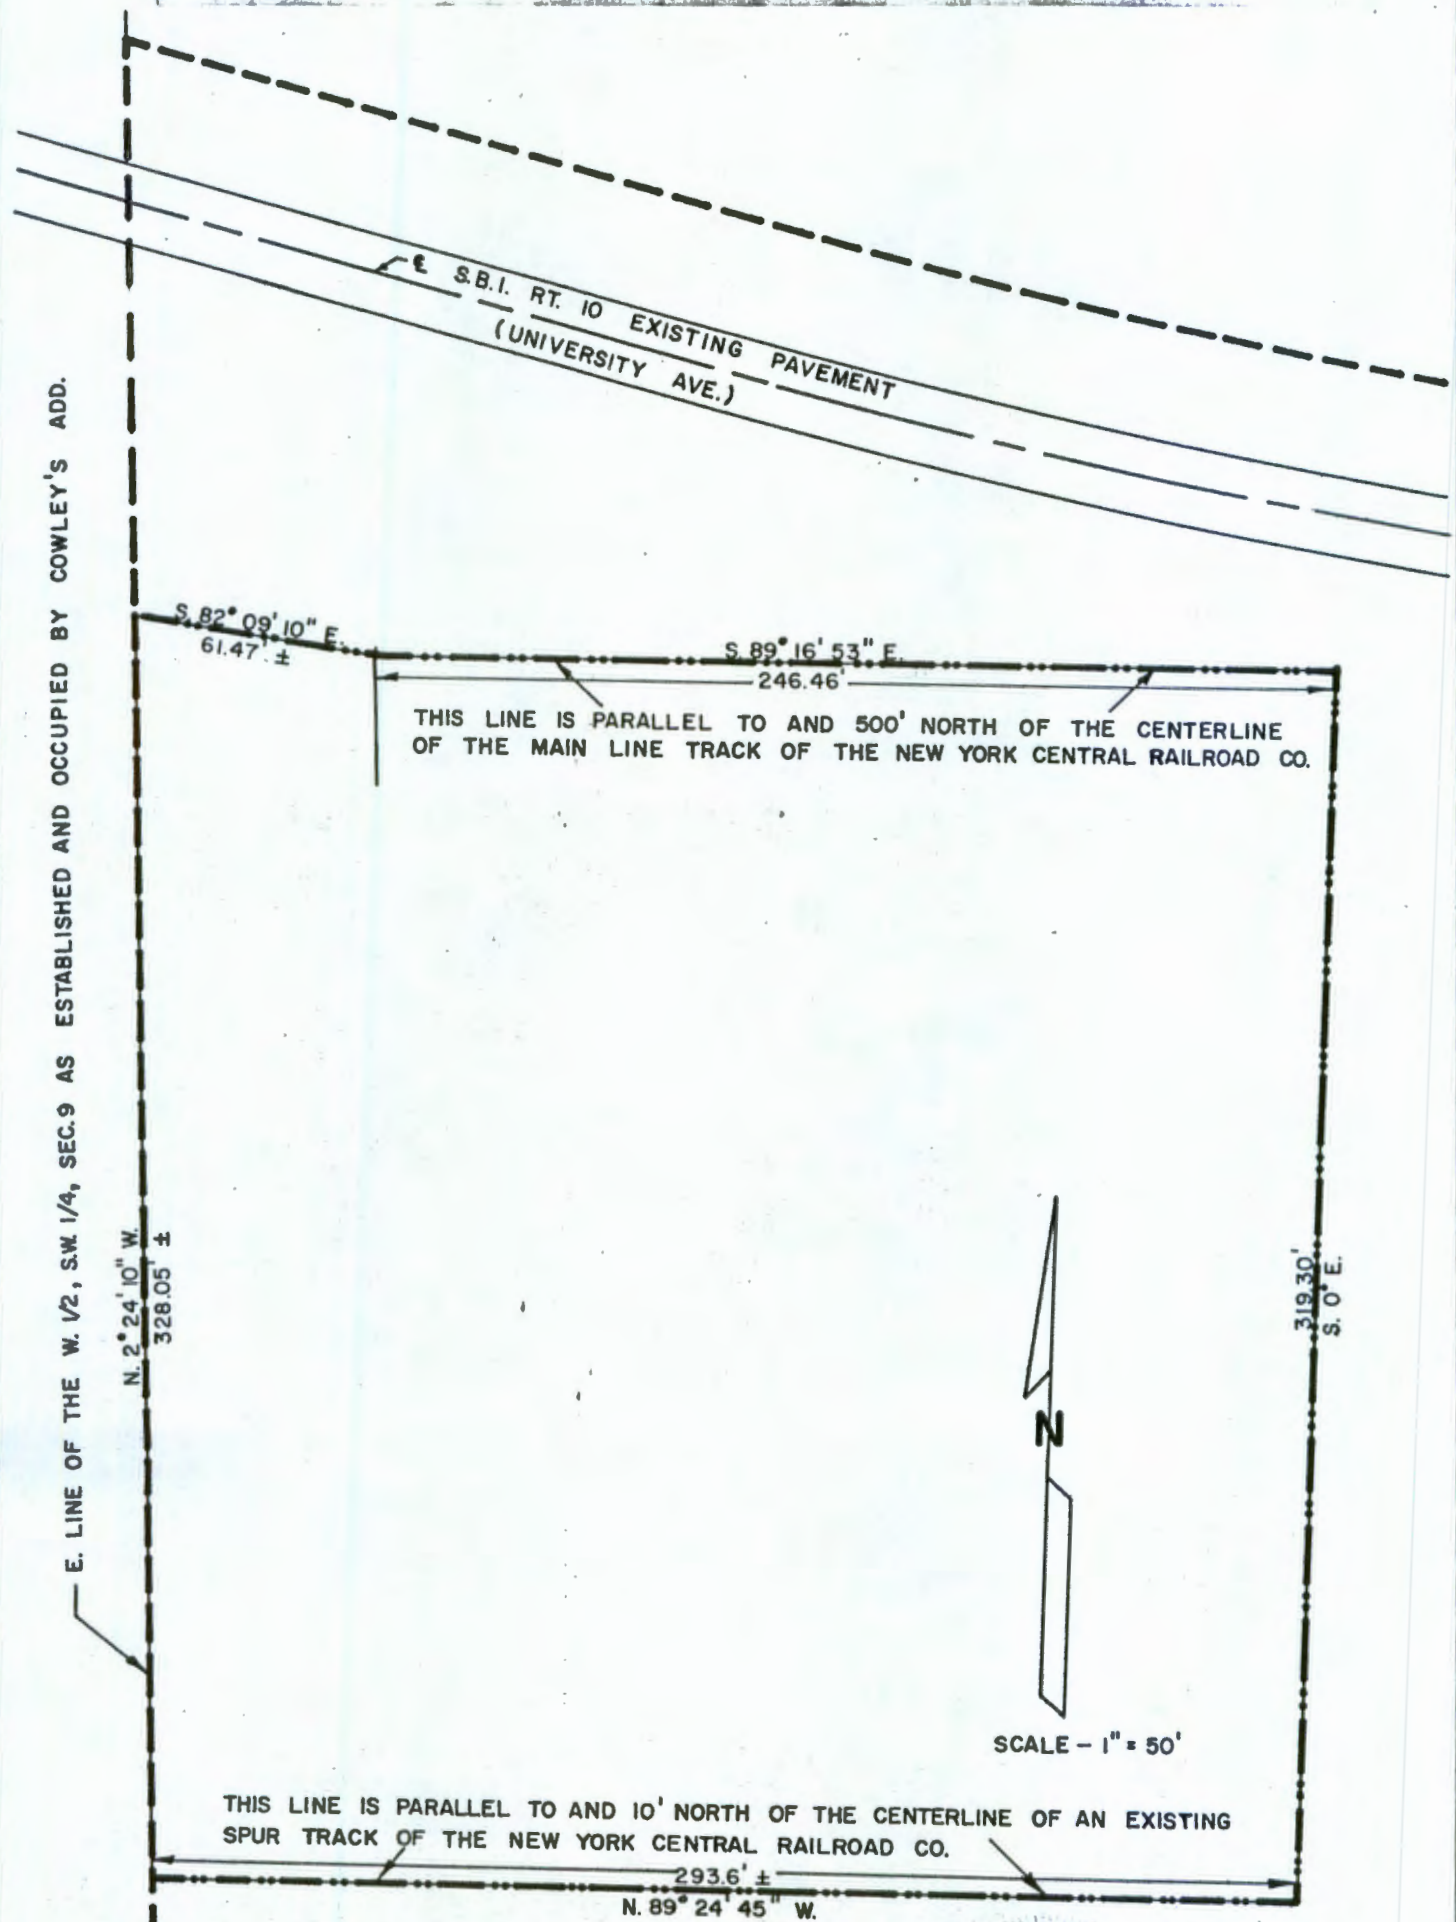 ℄ S.B.I. RT. 10 EXISTING PAVEMENT
(UNIVERSITY AVE.)
E. LINE OF THE W. 1/2, S.W. 1/4, SEC. 9 AS ESTABLISHED AND OCCUPIED BY COWLEY'S ADD.
S. 82° 09' 10" E.
61.47' ±
S. 89° 16' 53" E.
246.46'
THIS LINE IS PARALLEL TO AND 500' NORTH OF THE CENTERLINE
OF THE MAIN LINE TRACK OF THE NEW YORK CENTRAL RAILROAD CO.
N. 2° 24' 10" W.
328.05' ±
319.30'
S. 0° E.
N
SCALE - 1" = 50'
THIS LINE IS PARALLEL TO AND 10' NORTH OF THE CENTERLINE OF AN EXISTING
SPUR TRACK OF THE NEW YORK CENTRAL RAILROAD CO.
293.6' ±
N. 89° 24' 45" W.